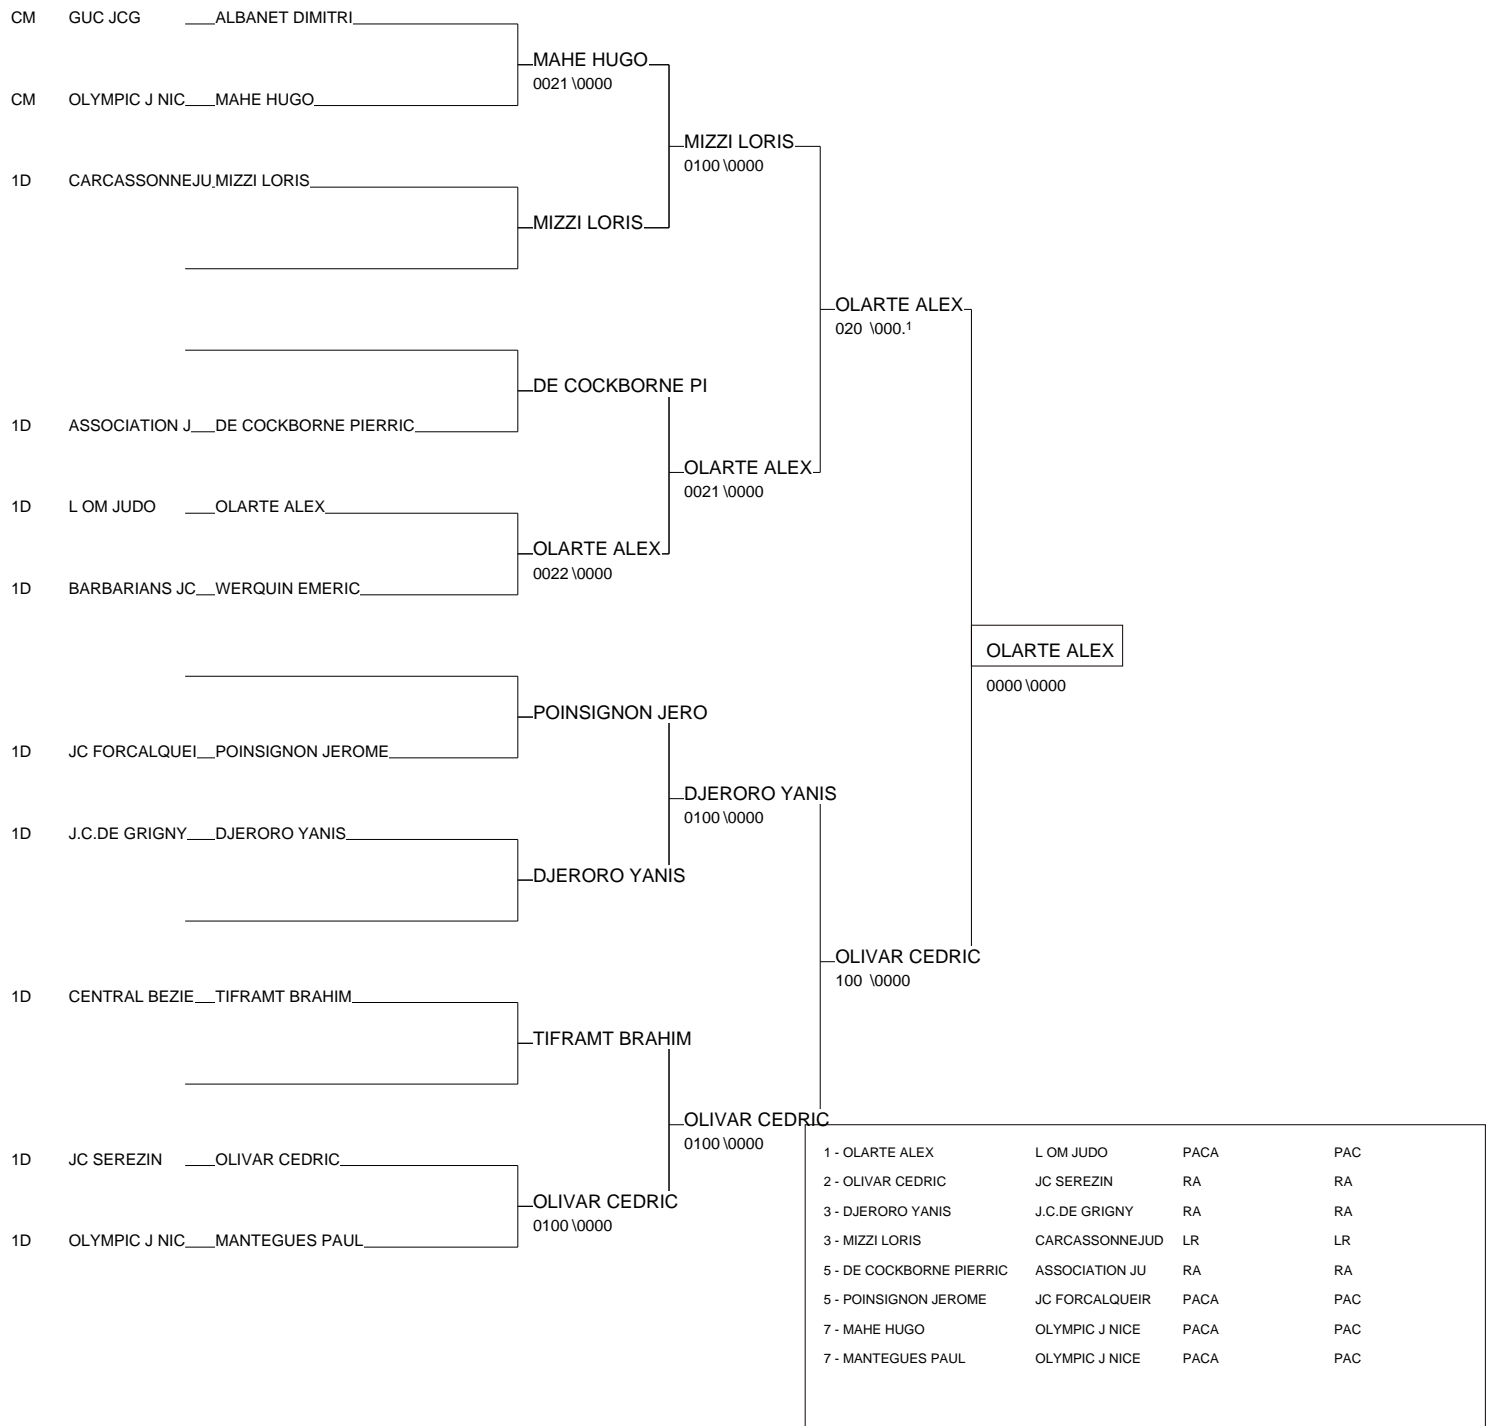 CM GUC JCG ALBANET DIMITRI
MAHE HUGO
0021 \0000
CM OLYMPIC J NIC MAHE HUGO
MIZZI LORIS
0100 \0000
1D CARCASSONNEJU MIZZI LORIS
MIZZI LORIS
OLARTE ALEX
020 \000.1
DE COCKBORNE PI
1D ASSOCIATION J DE COCKBORNE PIERRIC
OLARTE ALEX
0021 \0000
1D L OM JUDO OLARTE ALEX
OLARTE ALEX
0022 \0000
1D BARBARIANS JC WERQUIN EMERIC
OLARTE ALEX
0000 \0000
POINSIGNON JERO
1D JC FORCALQUEI POINSIGNON JEROME
DJERORO YANIS
0100 \0000
1D J.C.DE GRIGNY DJERORO YANIS
DJERORO YANIS
OLIVAR CEDRIC
100 \0000
1D CENTRAL BEZIE TIFRAMT BRAHIM
TIFRAMT BRAHIM
OLIVAR CEDRIC
0100 \0000
1D JC SEREZIN OLIVAR CEDRIC
OLIVAR CEDRIC
0100 \0000
1D OLYMPIC J NIC MANTEGUES PAUL
1 - OLARTE ALEX L OM JUDO PACA PAC
2 - OLIVAR CEDRIC JC SEREZIN RA RA
3 - DJERORO YANIS J.C.DE GRIGNY RA RA
3 - MIZZI LORIS CARCASSONNEJUD LR LR
5 - DE COCKBORNE PIERRIC ASSOCIATION JU RA RA
5 - POINSIGNON JEROME JC FORCALQUEIR PACA PAC
7 - MAHE HUGO OLYMPIC J NICE PACA PAC
7 - MANTEGUES PAUL OLYMPIC J NICE PACA PAC